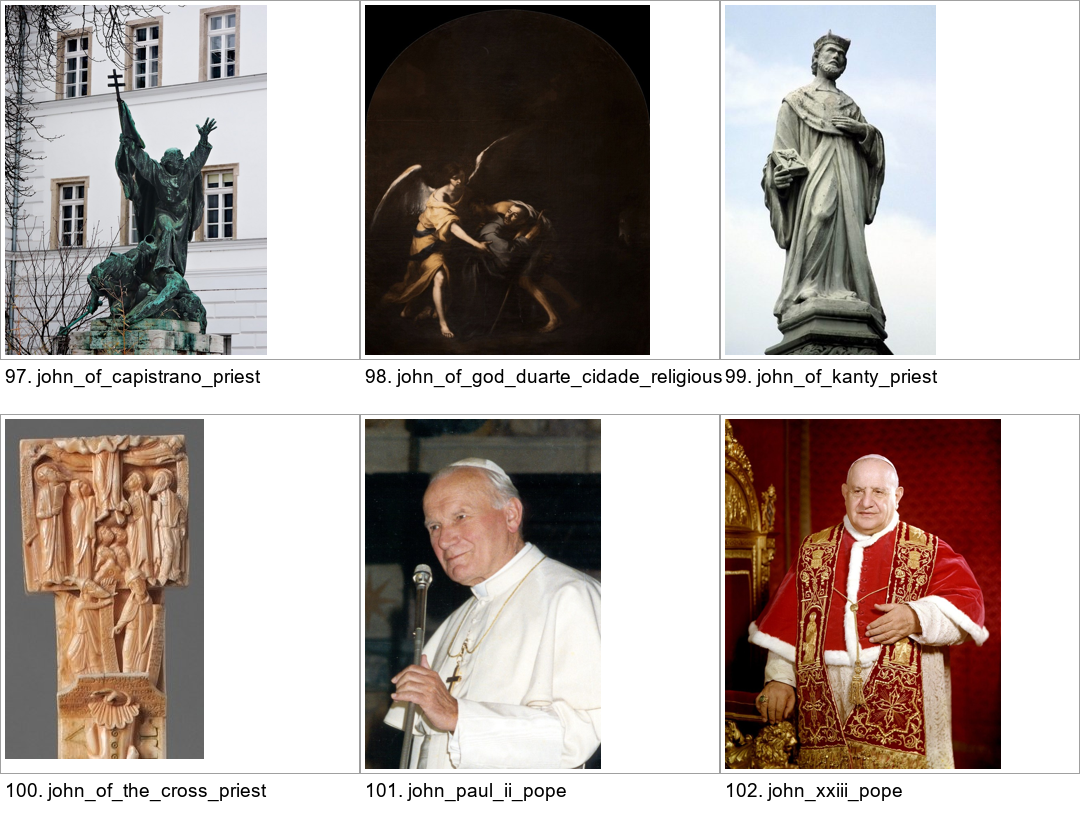 97. john_of_capistrano_priest
98. john_of_god_duarte_cidade_religious
99. john_of_kanty_priest
100. john_of_the_cross_priest
101. john_paul_ii_pope
102. john_xxiii_pope